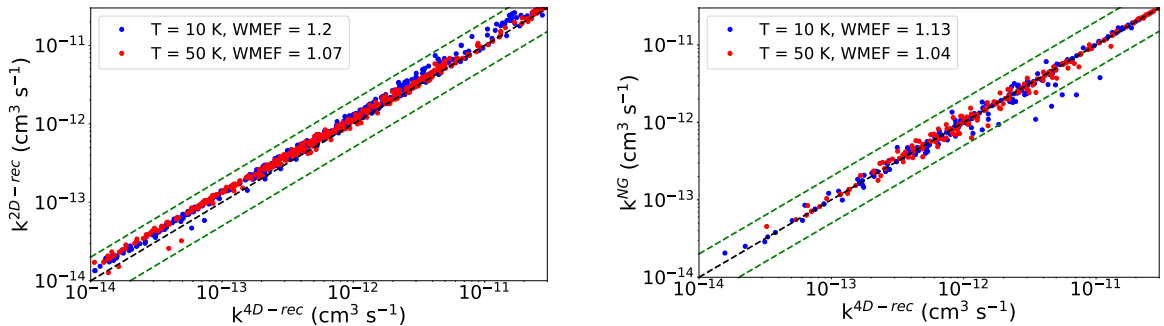 T = 10 K, WMEF = 1.2
T = 50 K, WMEF = 1.07
k^{2D-rec} (cm^3 s^{-1})
10^{-11}
10^{-12}
10^{-13}
10^{-14}
10^{-14} 10^{-13} 10^{-12} 10^{-11}
k^{4D-rec} (cm^3 s^{-1})
T = 10 K, WMEF = 1.13
T = 50 K, WMEF = 1.04
k^{NG} (cm^3 s^{-1})
10^{-11}
10^{-12}
10^{-13}
10^{-14}
10^{-14} 10^{-13} 10^{-12} 10^{-11}
k^{4D-rec} (cm^3 s^{-1})